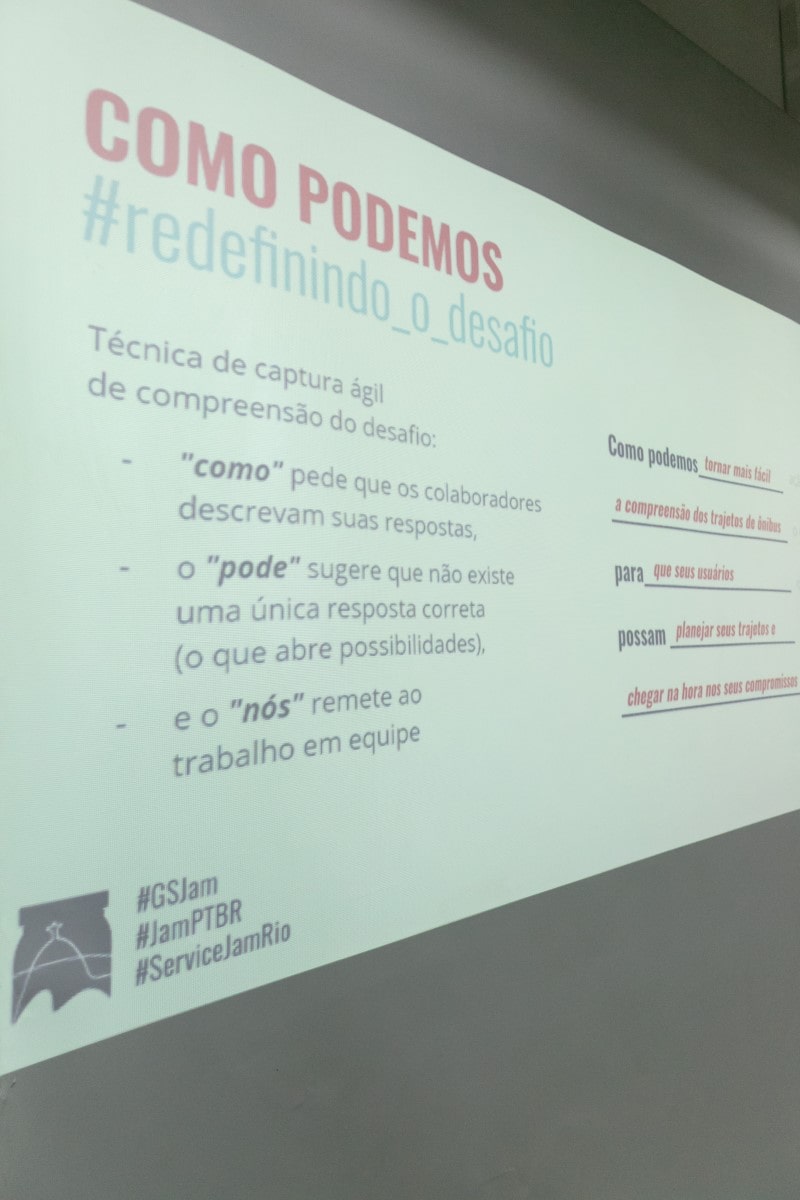 COMO PODEMOS
#redefinindo_o_desafio
Técnica de captura ágil
de compreensão do desafio:
- "como" pede que os colaboradores
descrevam suas respostas,
- o "pode" sugere que não existe
uma única resposta correta
(o que abre possibilidades),
- e o "nós" remete ao
trabalho em equipe
Como podemos tornar mais fácil
a compreensão dos trajetos de ônibus
para que seus usuários
possam planejar seus trajetos e
chegar na hora nos seus compromissos
#GSJam
#JamPTBR
#ServiceJamRio